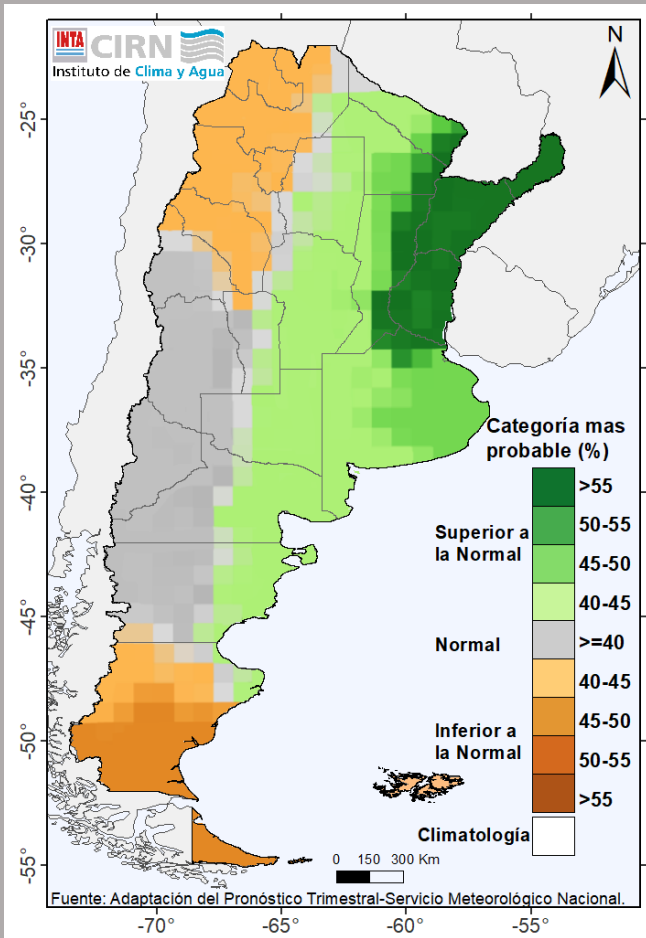 INTA CIRN
Instituto de Clima y Agua
N
-25°
-30°
-35°
-40°
-45°
-50°
-55°
Categoría mas
probable (%)
>55
50-55
Superior a
la Normal
45-50
40-45
Normal
>=40
40-45
45-50
Inferior a
la Normal
50-55
>55
Climatología
0 150 300 Km
Fuente: Adaptación del Pronóstico Trimestral-Servicio Meteorológico Nacional.
-70° -65° -60° -55°